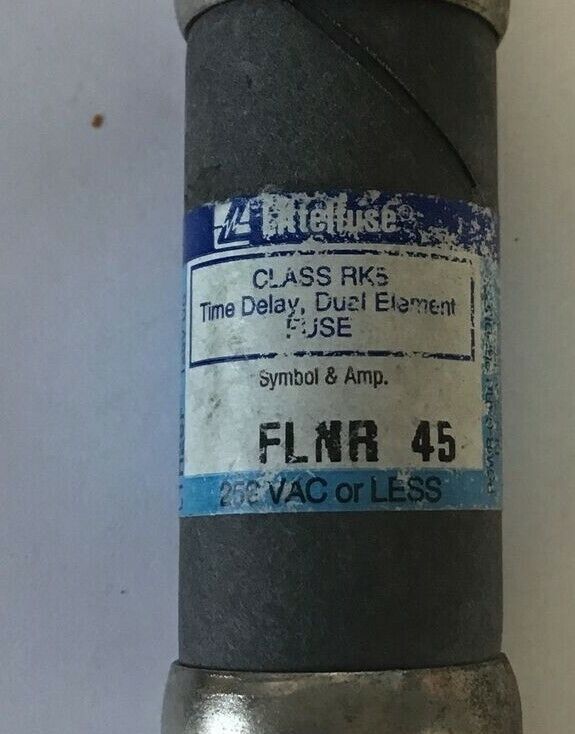 Littelfuse®
CLASS RK5
Time Delay, Dual Element
FUSE
Symbol & Amp.
FLNR 45
250 VAC or LESS